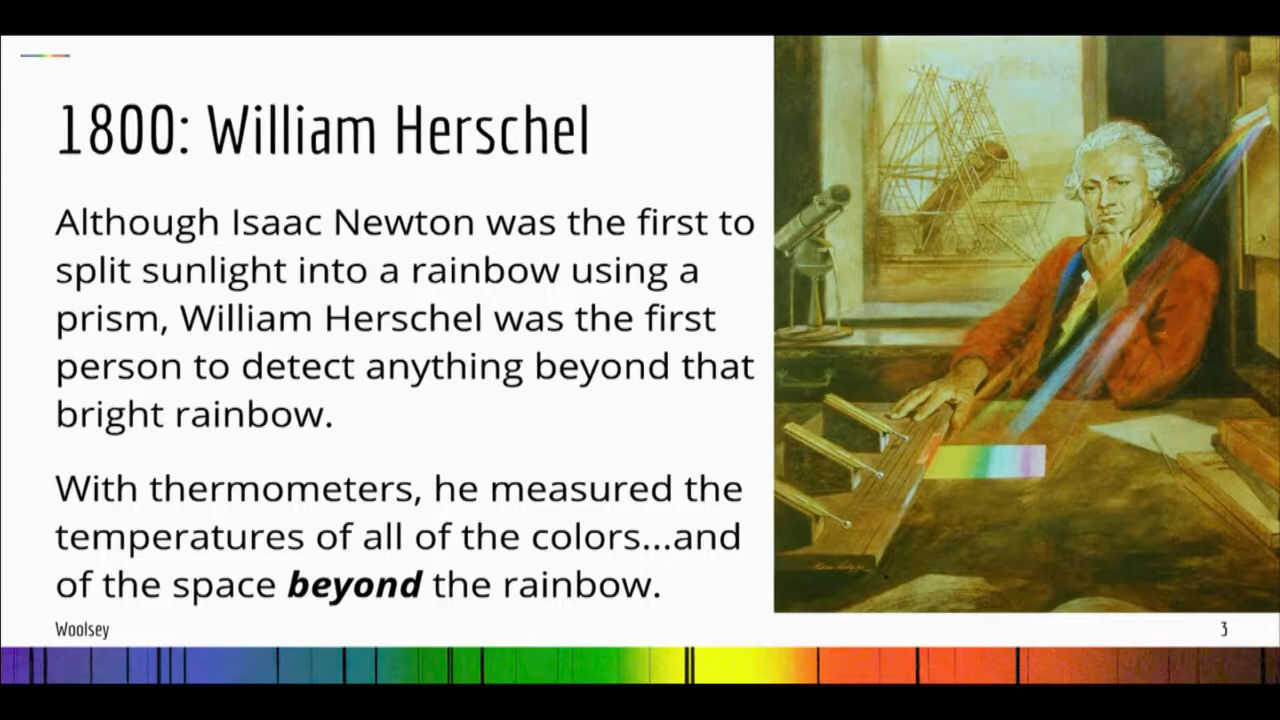 1800: William Herschel
Although Isaac Newton was the first to
split sunlight into a rainbow using a
prism, William Herschel was the first
person to detect anything beyond that
bright rainbow.
With thermometers, he measured the
temperatures of all of the colors...and
of the space beyond the rainbow.
Woolsey
3